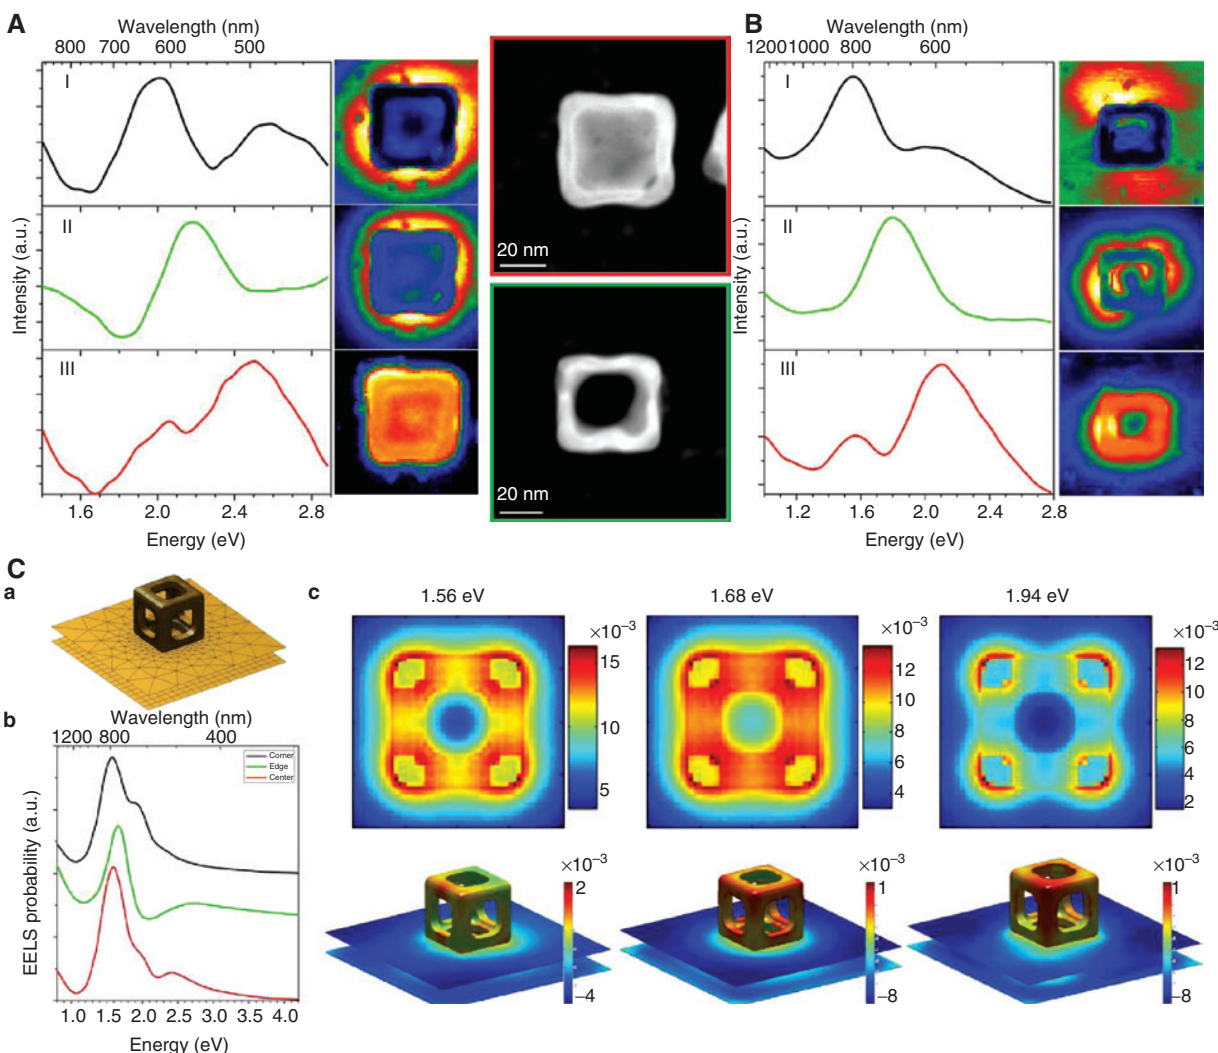 A
Wavelength (nm)
800 700 600 500
I
II
III
Intensity (a.u.)
1.6 2.0 2.4 2.8
Energy (eV)
20 nm
20 nm
B
Wavelength (nm)
1200 1000 800 600
I
II
III
Intensity (a.u.)
1.2 1.6 2.0 2.4 2.8
Energy (eV)
C
a
b
Wavelength (nm)
1200 800 400
Corner
Edge
Center
EELS probability (a.u.)
1.0 1.5 2.0 2.5 3.0 3.5 4.0
Energy (eV)
c
1.56 eV
×10⁻³
15
10
5
1.68 eV
×10⁻³
12
10
8
6
4
1.94 eV
×10⁻³
12
10
8
6
4
2
×10⁻³
2
−4
×10⁻³
1
−8
×10⁻³
1
−8